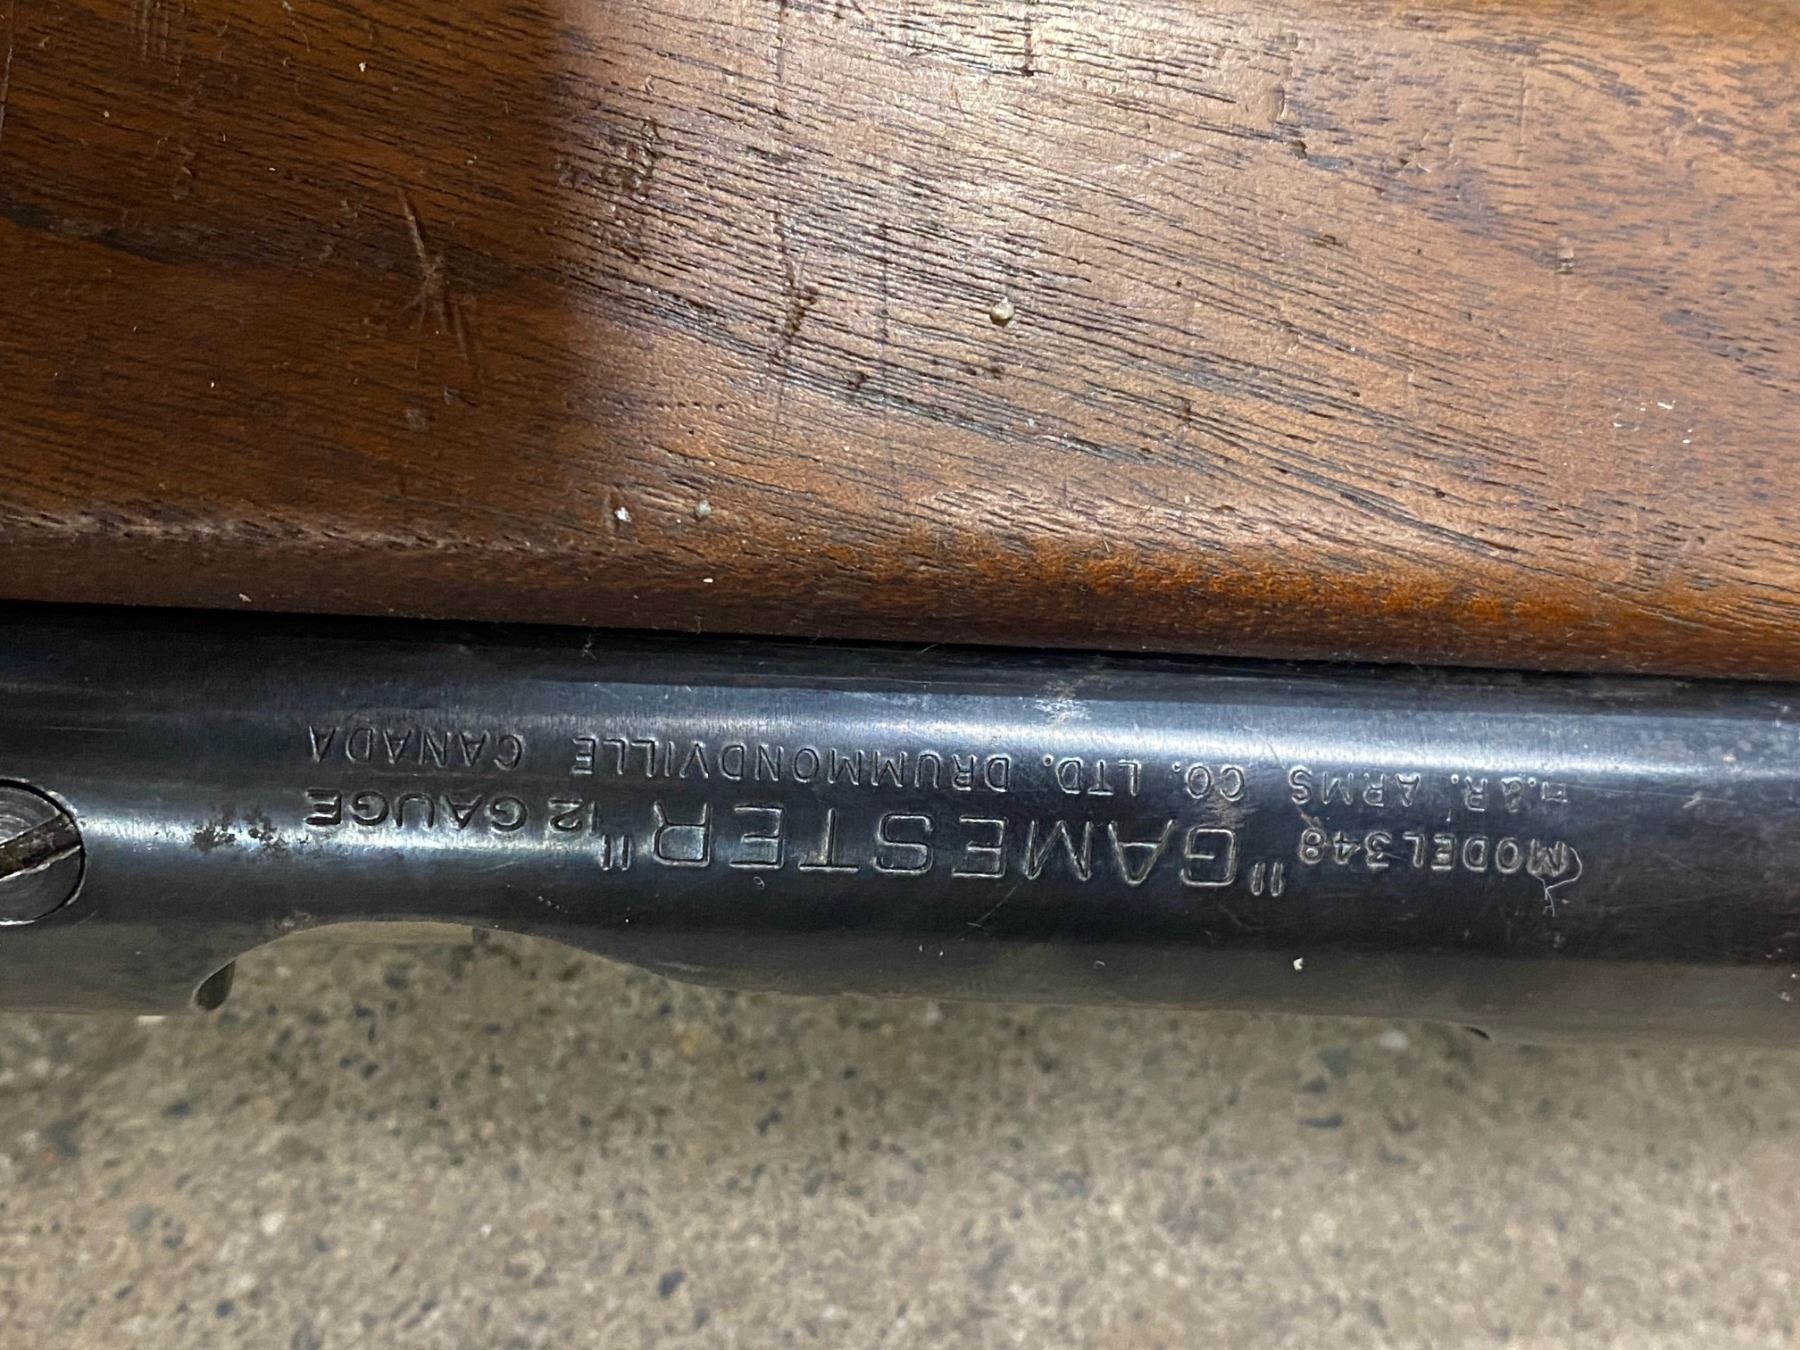 MODEL 348 "GAMESTER" 12 GAUGE
H.&R. ARMS CO. LTD. DRUMMONDVILLE CANADA